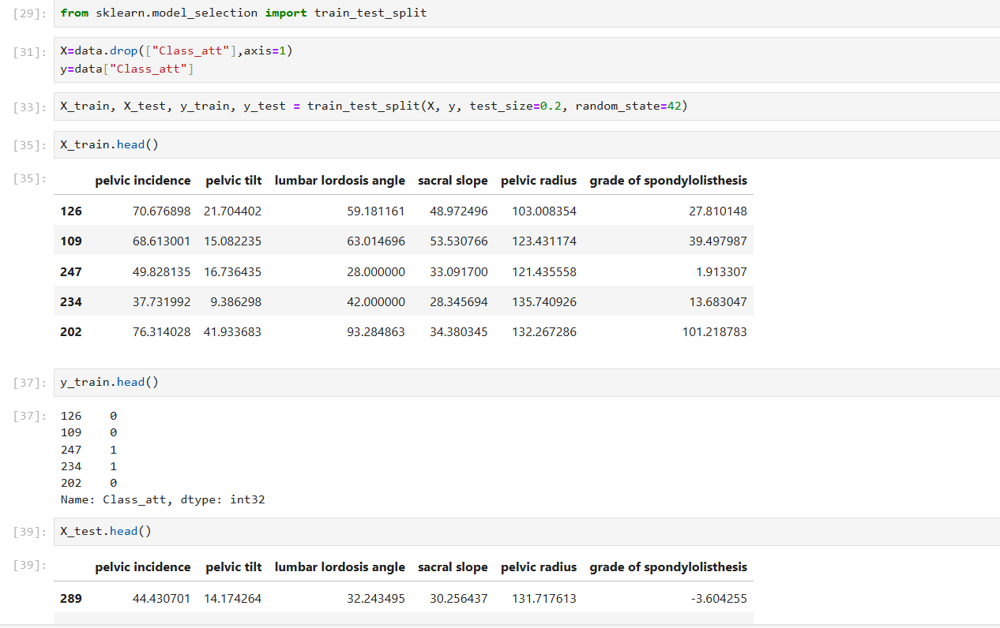 [29]: from sklearn.model_selection import train_test_split
[31]: X=data.drop(["Class_att"],axis=1)
y=data["Class_att"]
[33]: X_train, X_test, y_train, y_test = train_test_split(X, y, test_size=0.2, random_state=42)
[35]: X_train.head()
[35]: pelvic incidence pelvic tilt lumbar lordosis angle sacral slope pelvic radius grade of spondylolisthesis
126 70.676898 21.704402 59.181161 48.972496 103.008354 27.810148
109 68.613001 15.082235 63.014696 53.530766 123.431174 39.497987
247 49.828135 16.736435 28.000000 33.091700 121.435558 1.913307
234 37.731992 9.386298 42.000000 28.345694 135.740926 13.683047
202 76.314028 41.933683 93.284863 34.380345 132.267286 101.218783
[37]: y_train.head()
[37]: 126 0
109 0
247 1
234 1
202 0
Name: Class_att, dtype: int32
[39]: X_test.head()
[39]: pelvic incidence pelvic tilt lumbar lordosis angle sacral slope pelvic radius grade of spondylolisthesis
289 44.430701 14.174264 32.243495 30.256437 131.717613 -3.604255